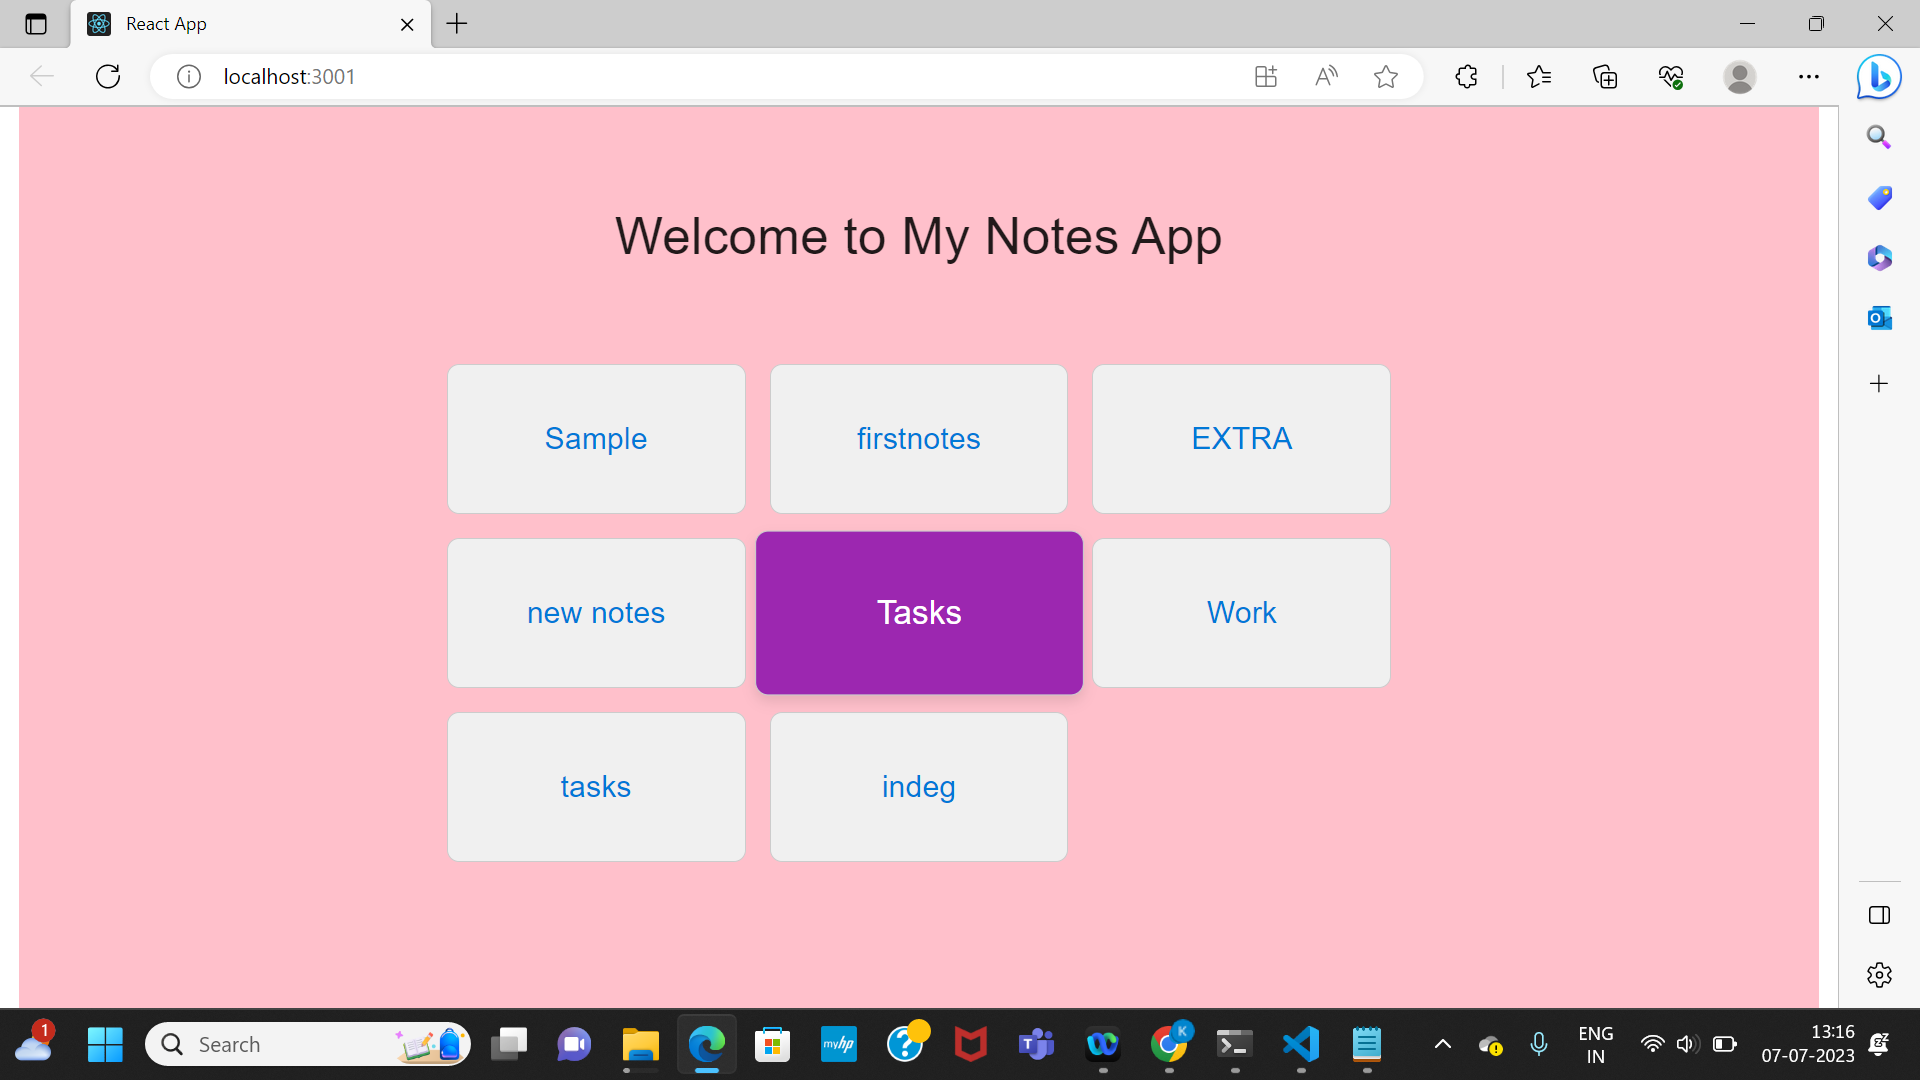 React App
localhost:3001
Welcome to My Notes App
Sample
firstnotes
EXTRA
new notes
Tasks
Work
tasks
indeg
1
Search
myhp
K
ENG
IN
13:16
07-07-2023